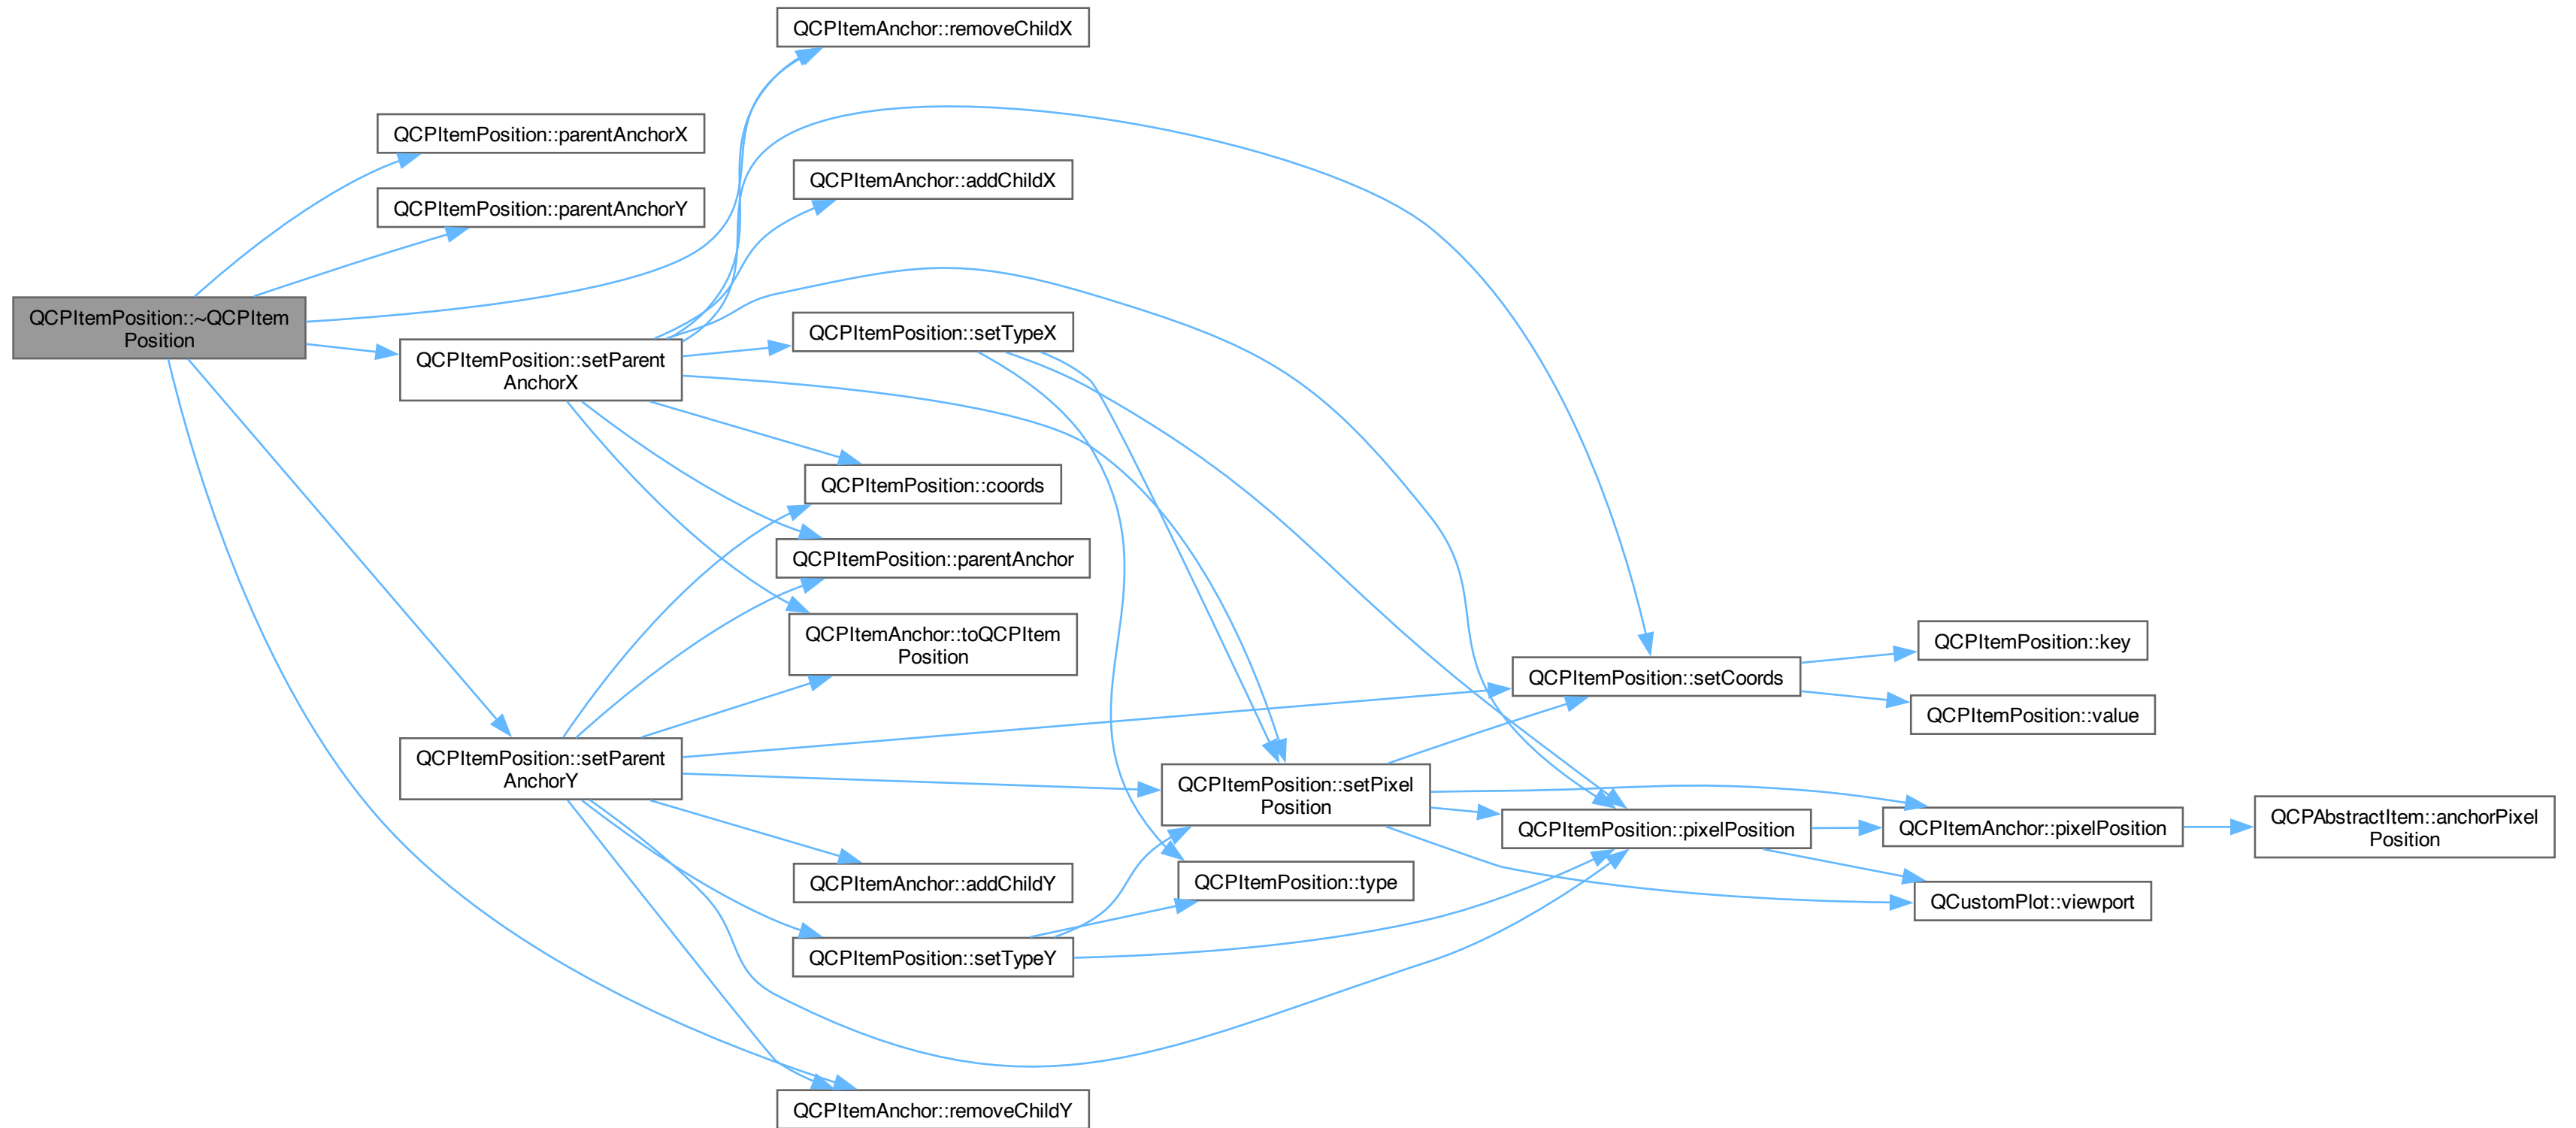 QCPItemAnchor::removeChildX
QCPItemPosition::parentAnchorX
QCPItemAnchor::addChildX
QCPItemPosition::parentAnchorY
QCPItemPosition::~QCPItem
Position
QCPItemPosition::setTypeX
QCPItemPosition::setParent
AnchorX
QCPItemPosition::coords
QCPItemPosition::parentAnchor
QCPItemAnchor::toQCPItem
Position
QCPItemPosition::key
QCPItemPosition::setCoords
QCPItemPosition::value
QCPItemPosition::setParent
AnchorY
QCPItemPosition::setPixel
Position
QCPItemPosition::pixelPosition
QCPItemAnchor::pixelPosition
QCPAbstractItem::anchorPixel
Position
QCPItemAnchor::addChildY
QCPItemPosition::type
QCustomPlot::viewport
QCPItemPosition::setTypeY
QCPItemAnchor::removeChildY